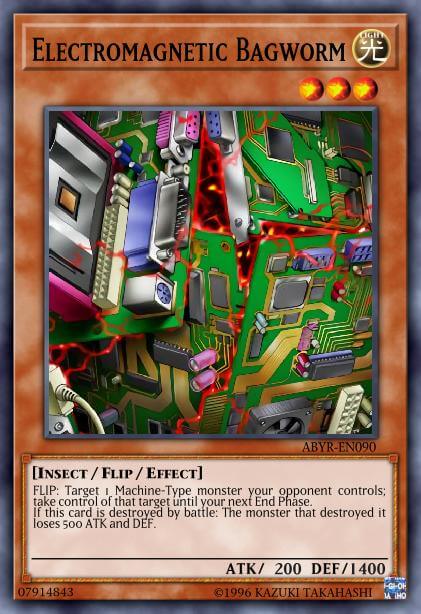 ELECTROMAGNETIC BAGWORM
LIGHT
光
ABYR-EN090
[INSECT / FLIP / EFFECT]
FLIP: Target 1 Machine-Type monster your opponent controls;
take control of that target until your next End Phase.
If this card is destroyed by battle: The monster that destroyed it
loses 500 ATK and DEF.
ATK/ 200 DEF/1400
07914843
©1996 KAZUKI TAKAHASHI